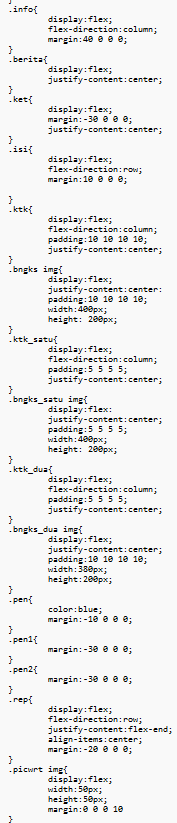 }
.info{
display:flex;
flex-direction:column;
margin:40 0 0 0;
}
.berita{
display:flex;
justify-content:center;
}
.ket{
display:flex;
margin:-30 0 0 0;
justify-content:center;
}
.isi{
display:flex;
flex-direction:row;
margin:10 0 0 0;
}
.ktk{
display:flex;
flex-direction:column;
padding:10 10 10 10;
justify-content:center;
}
.bngks img{
display:flex;
justify-content:center:
padding:10 10 10 10;
width:400px;
height: 200px;
}
.ktk_satu{
display:flex;
flex-direction:column;
padding:5 5 5 5;
justify-content:center;
}
.bngks_satu img{
display:flex:
justify-content:center;
padding:5 5 5 5;
width:400px;
height: 200px;
}
.ktk_dua{
display:flex;
flex-direction:column;
padding:5 5 5 5;
justify-content:center;
}
.bngks_dua img{
display:flex;
justify-content:center;
padding:10 10 10 10;
width:380px;
height:200px;
}
.pen{
color:blue;
margin:-10 0 0 0;
}
.pen1{
margin:-30 0 0 0;
}
.pen2{
margin:-30 0 0 0;
}
.rep{
display:flex;
flex-direction:row;
justify-content:flex-end;
align-items:center;
margin:-20 0 0 0;
}
.picwrt img{
display:flex;
width:50px;
height:50px;
margin:0 0 0 10
}